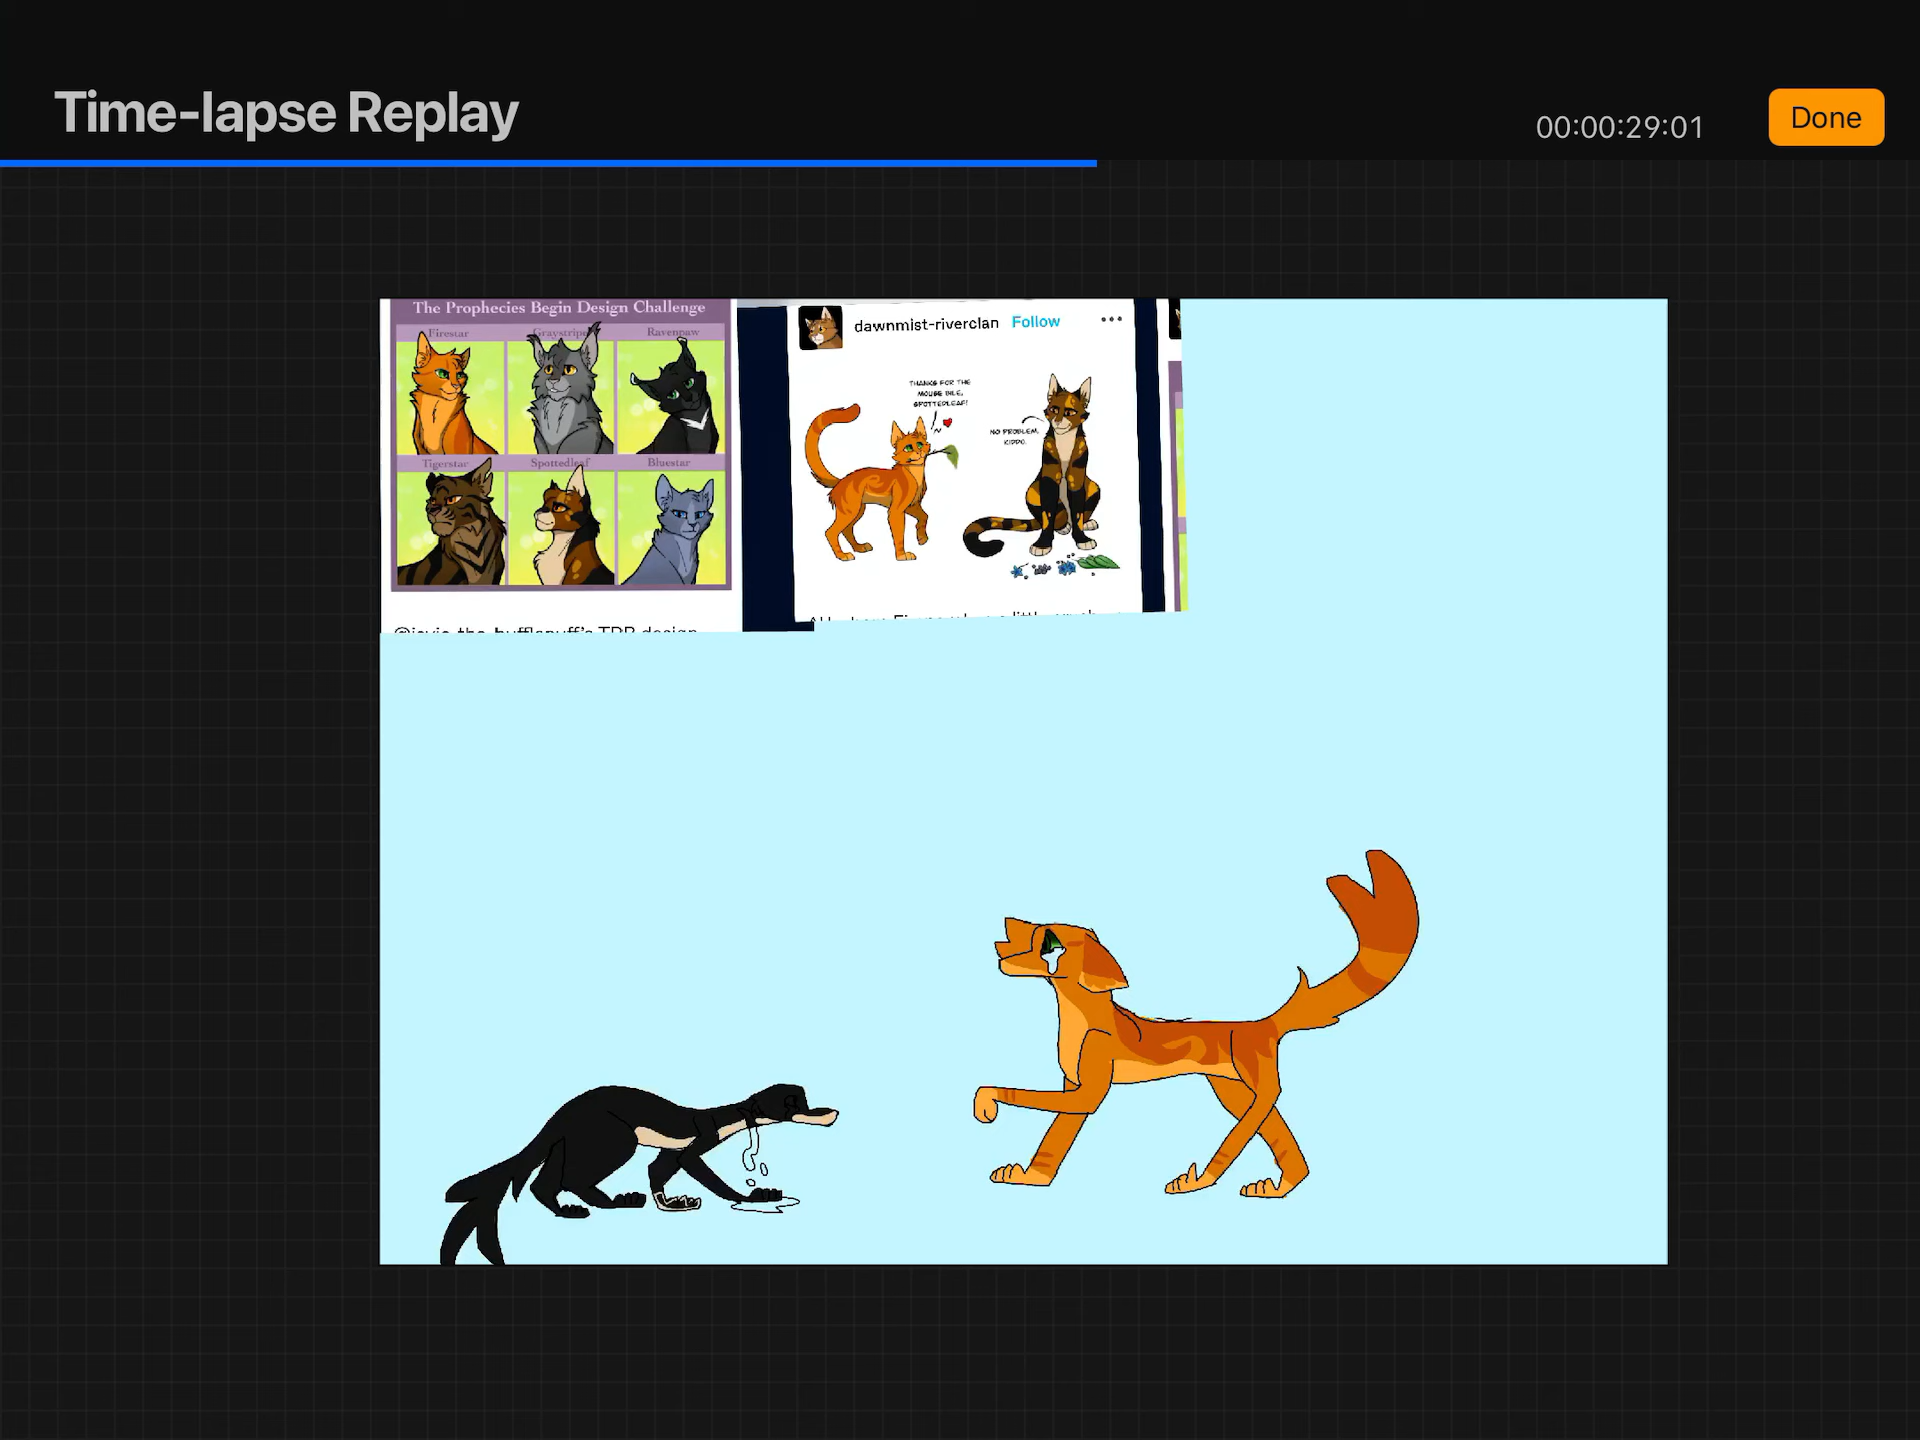 Time-lapse Replay
00:00:29:01
Done
The Prophecies Begin Design Challenge
Firestar
Graystripe
Ravenpaw
Tigerstar
Spottedleaf
Bluestar
dawnmist-riverclan Follow
THANKS FOR THE
MOUSE BILE,
SPOTTEDLEAF!
NO PROBLEM,
KIDDO.